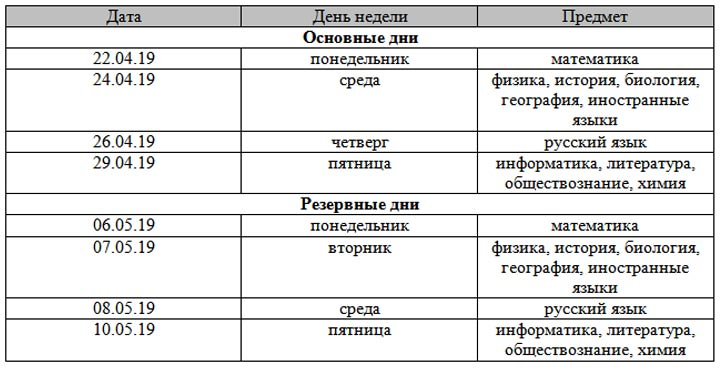 Дата День недели Предмет
Основные дни
22.04.19 понедельник математика
24.04.19 среда физика, история, биология,
география, иностранные
языки
26.04.19 четверг русский язык
29.04.19 пятница информатика, литература,
обществознание, химия
Резервные дни
06.05.19 понедельник математика
07.05.19 вторник физика, история, биология,
география, иностранные
языки
08.05.19 среда русский язык
10.05.19 пятница информатика, литература,
обществознание, химия